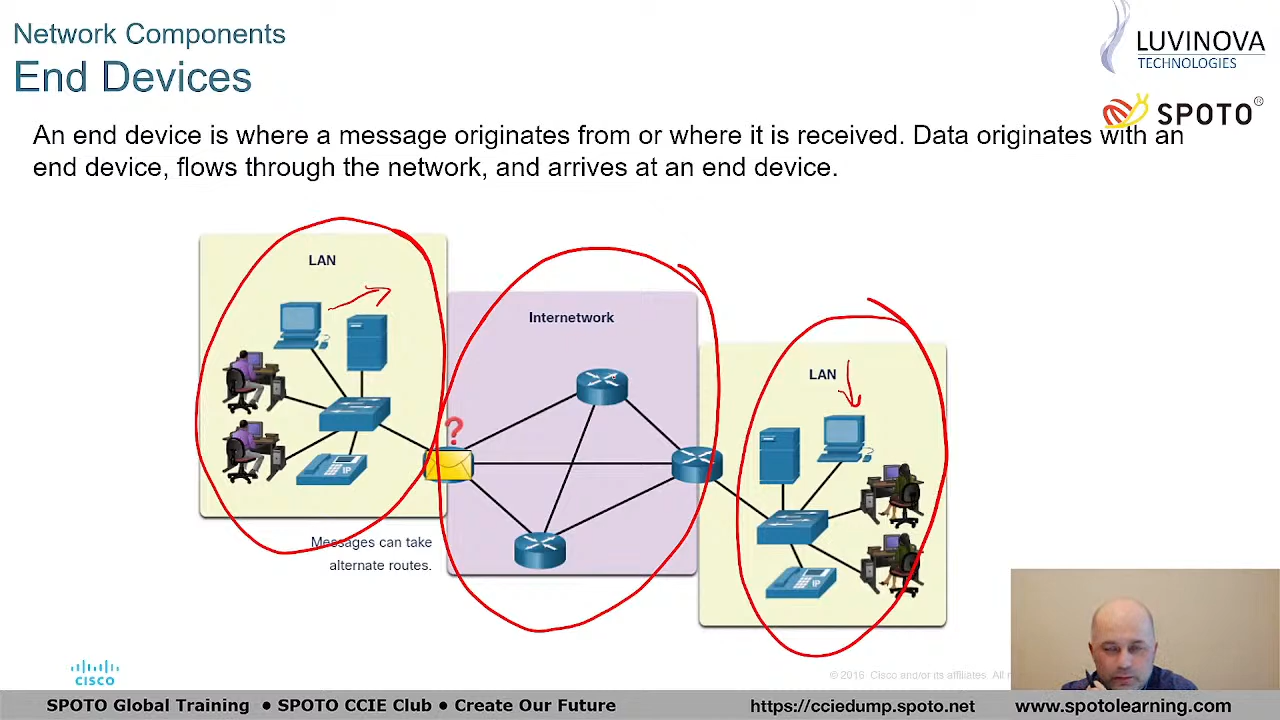 Network Components
End Devices
LUVINOVA
TECHNOLOGIES
SPOTO®
An end device is where a message originates from or where it is received. Data originates with an
end device, flows through the network, and arrives at an end device.
LAN
Internetwork
LAN
?
IP
Messages can take
alternate routes.
IP
cisco
© 2016 Cisco and/or its affiliates. All
SPOTO Global Training ● SPOTO CCIE Club ● Create Our Future
https://cciedump.spoto.net
www.spotolearning.com